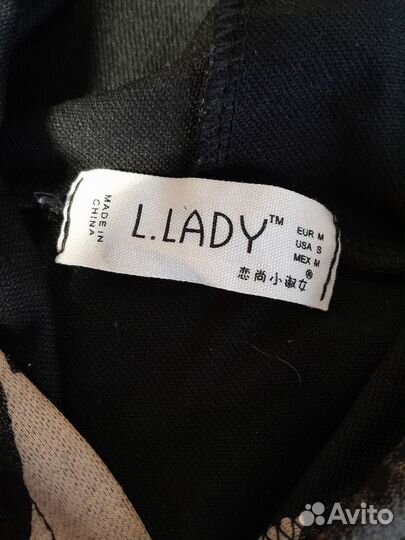 MADE IN
CHINA
L.LADY™
EUR M
USA S
MEX M
®
恋尚小淑女
Avito